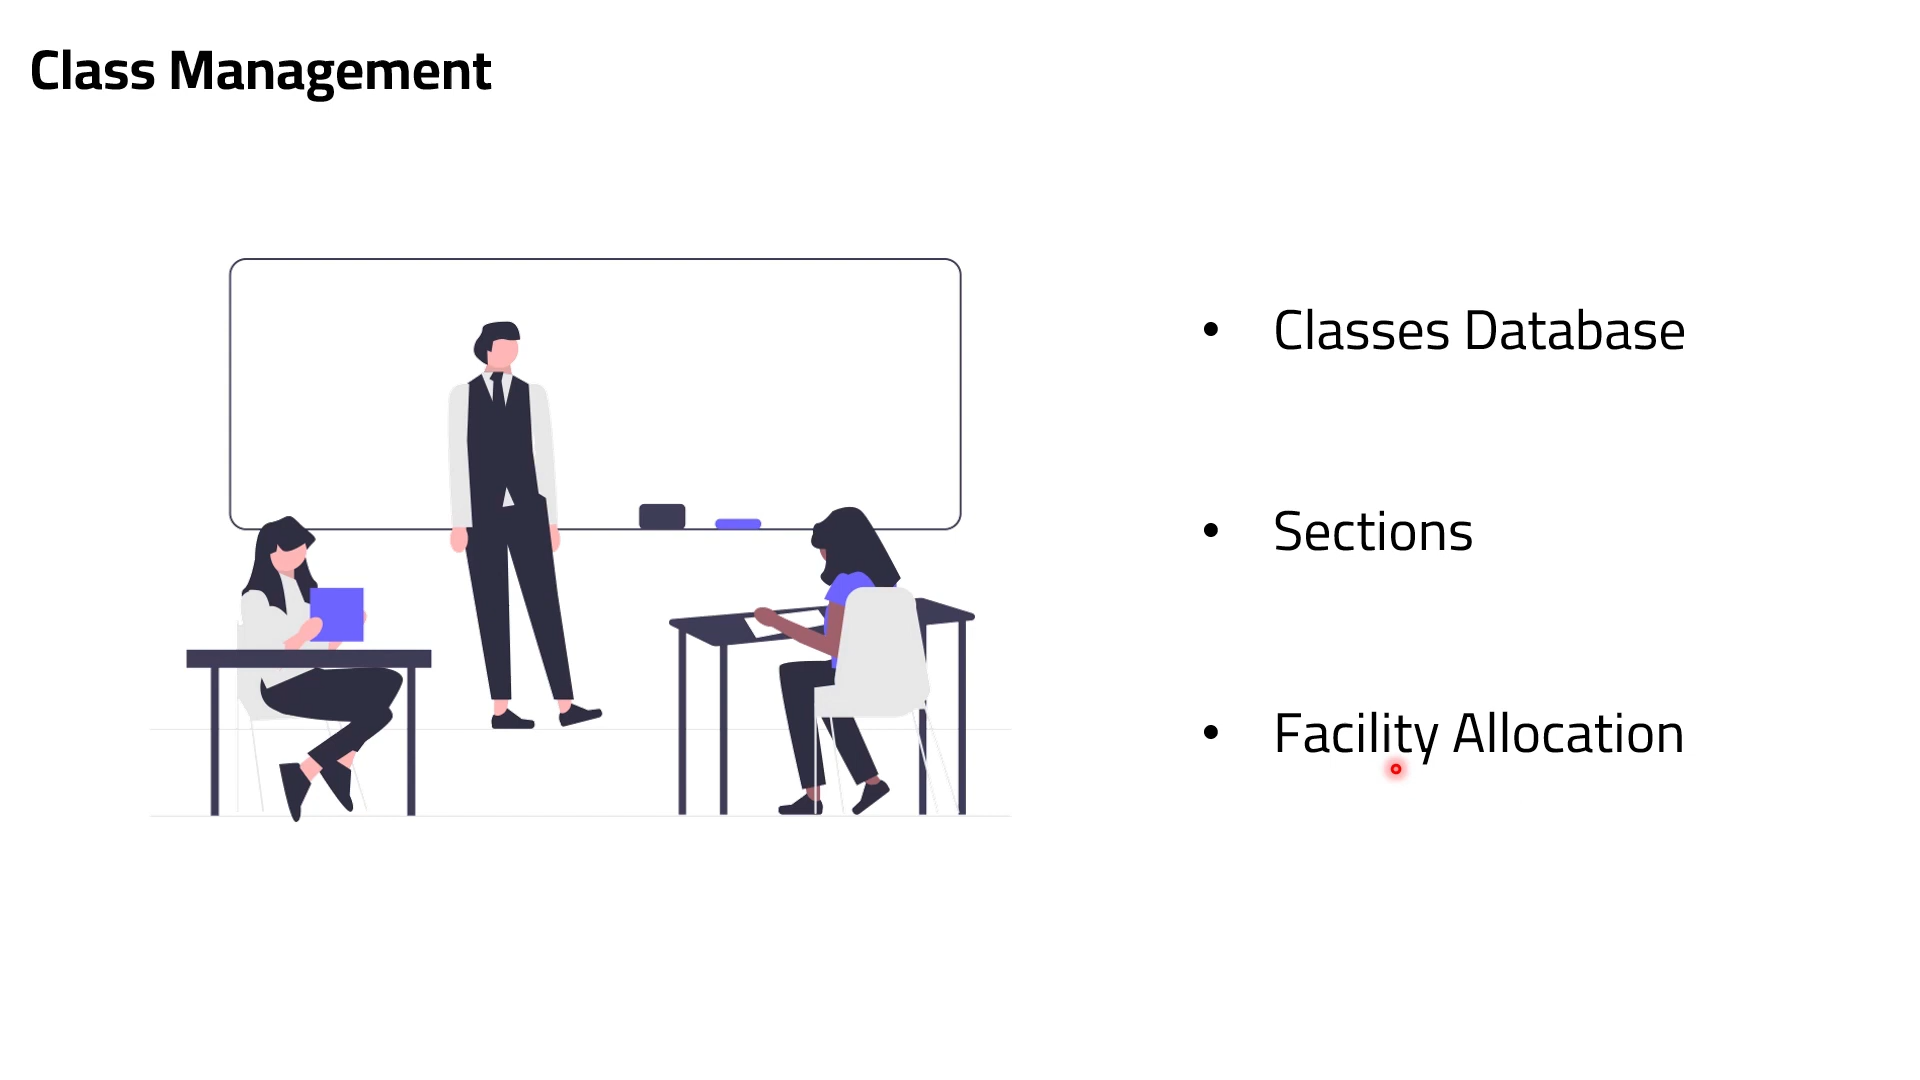 Class Management
• Classes Database
• Sections
• Facility Allocation